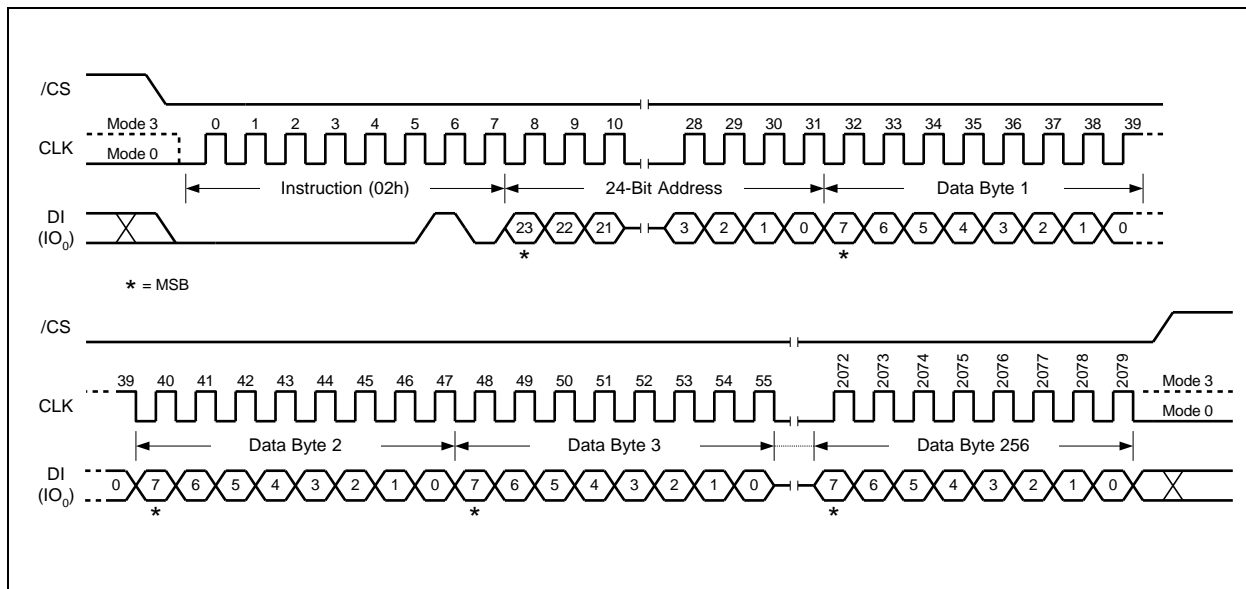 /CS
Mode 3
0 1 2 3 4 5 6 7 8 9 10 28 29 30 31 32 33 34 35 36 37 38 39
CLK
Mode 0
Instruction (02h) 24-Bit Address Data Byte 1
DI
(IO0)
23 22 21 3 2 1 0 7 6 5 4 3 2 1 0
* *
* = MSB
/CS
39 40 41 42 43 44 45 46 47 48 49 50 51 52 53 54 55 2072 2073 2074 2075 2076 2077 2078 2079
Mode 3
CLK
Mode 0
Data Byte 2 Data Byte 3 Data Byte 256
DI
(IO0)
0 7 6 5 4 3 2 1 0 7 6 5 4 3 2 1 0 7 6 5 4 3 2 1 0
* * *